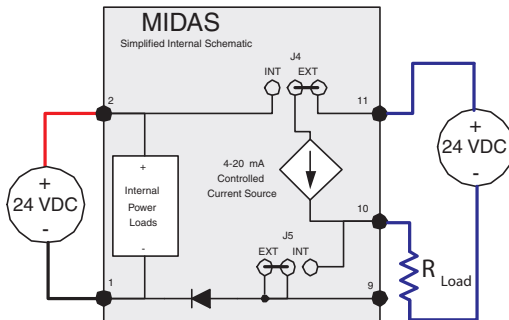 MIDAS
Simplified Internal Schematic
J4
INT EXT
2
11
+
24 VDC
-
+
Internal
Power
Loads
-
4-20 mA
Controlled
Current Source
+
24 VDC
-
10
J5
EXT INT
R Load
1
9